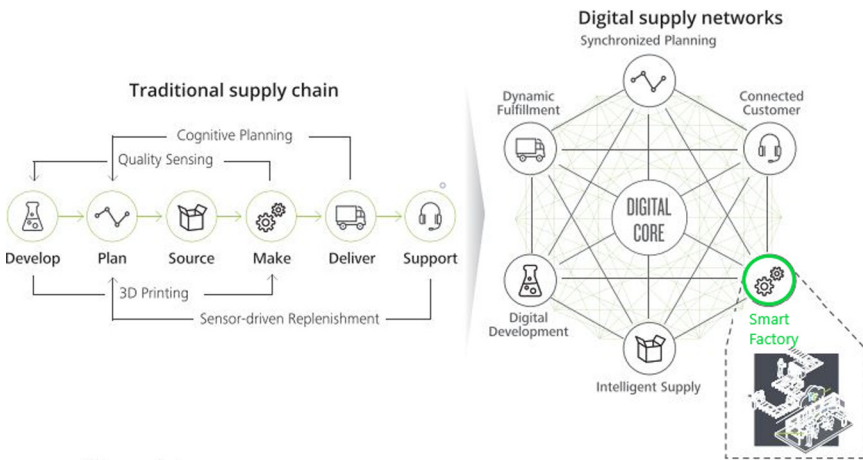 Digital supply networks
Synchronized Planning
Traditional supply chain
Dynamic
Fulfillment
Connected
Customer
Cognitive Planning
Quality Sensing
DIGITAL
CORE
Develop
Plan
Source
Make
Deliver
Support
3D Printing
Sensor-driven Replenishment
Digital
Development
Smart
Factory
Intelligent Supply